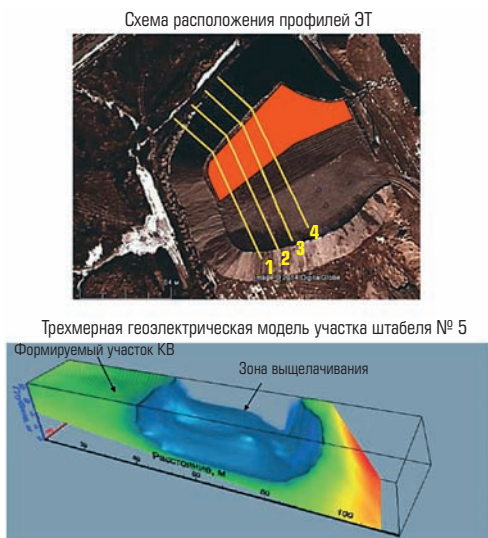 Схема расположения профилей ЭТ
1
2
3
4
Трехмерная геоэлектрическая модель участка штабеля № 5
Формируемый участок КВ
Зона выщелачивания
Расстояние, м
80
100